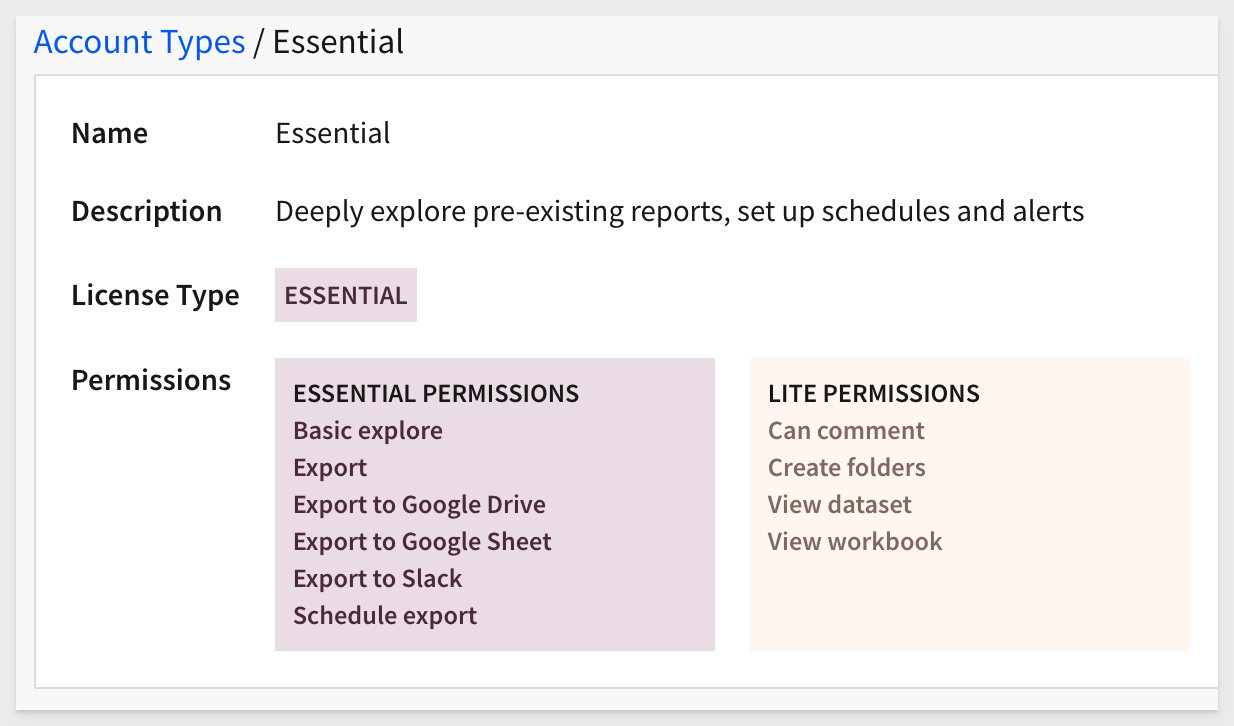 Account Types / Essential
Name Essential
Description Deeply explore pre-existing reports, set up schedules and alerts
License Type ESSENTIAL
Permissions
ESSENTIAL PERMISSIONS
Basic explore
Export
Export to Google Drive
Export to Google Sheet
Export to Slack
Schedule export
LITE PERMISSIONS
Can comment
Create folders
View dataset
View workbook